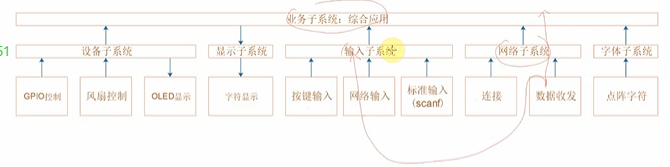 业务子系统：综合应用
51
设备子系统
显示子系统
输入子系统
网络子系统
字体子系统
GPIO控制
风扇控制
OLED显示
字符显示
按键输入
网络输入
标准输入
(scanf)
连接
数据收发
点阵字符